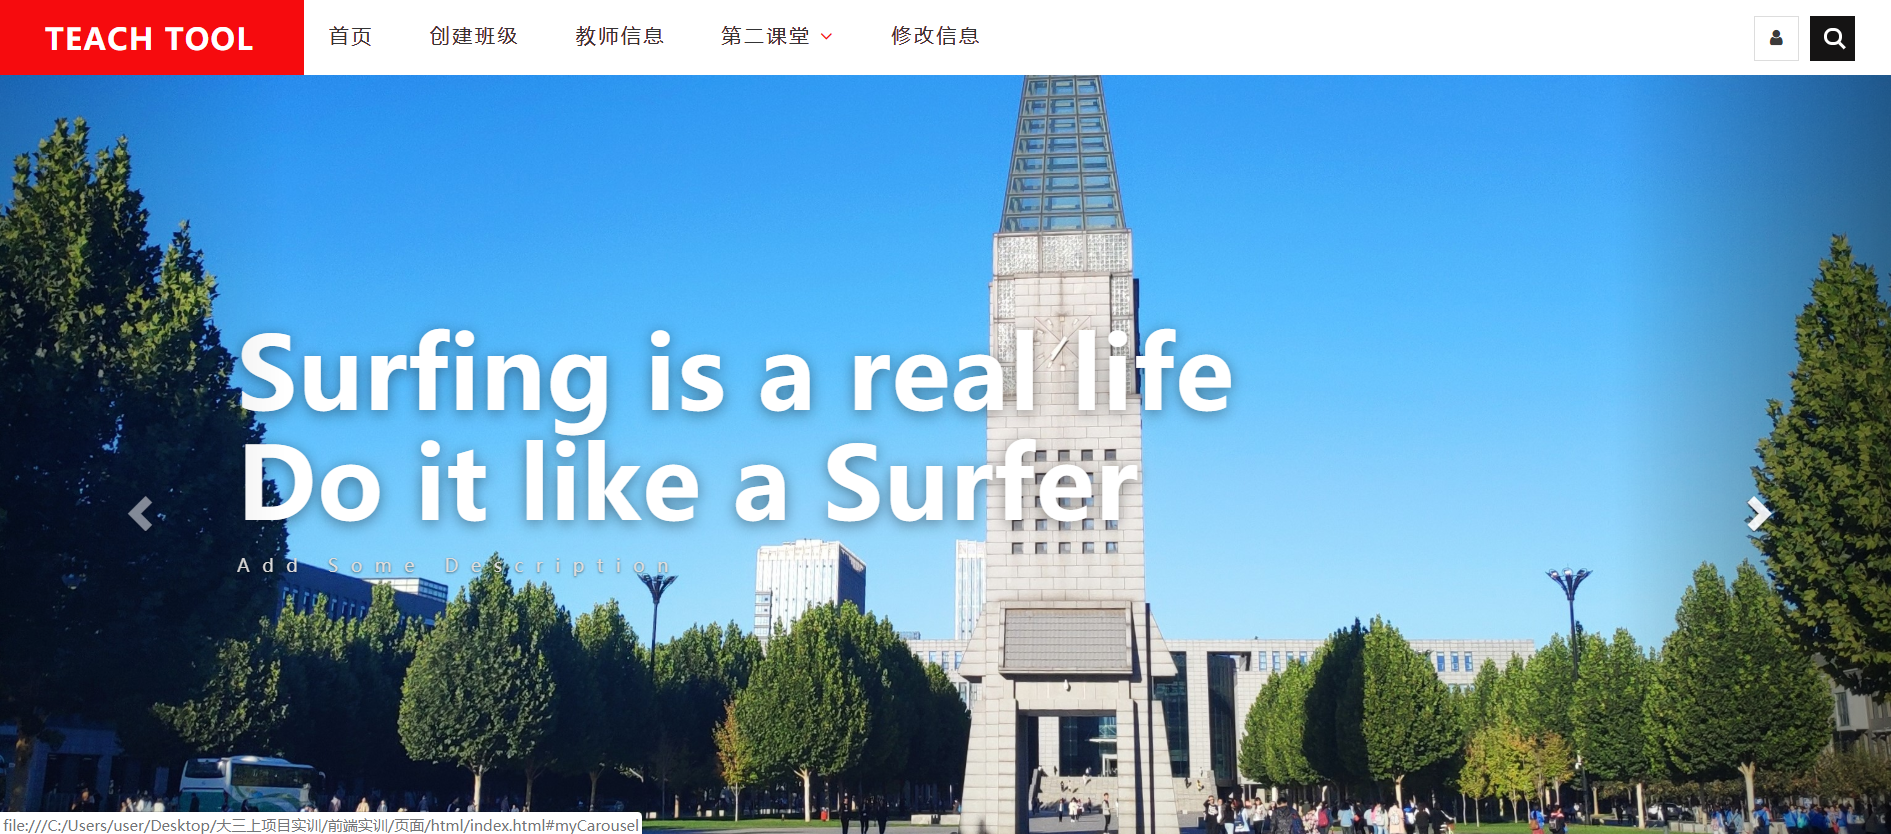 TEACH TOOL
首页 创建班级 教师信息 第二课堂 修改信息
Surfing is a real life
Do it like a Surfer
Add Some Description
file:///C:/Users/user/Desktop/大三上项目实训/前端实训/页面/html/index.html#myCarousel